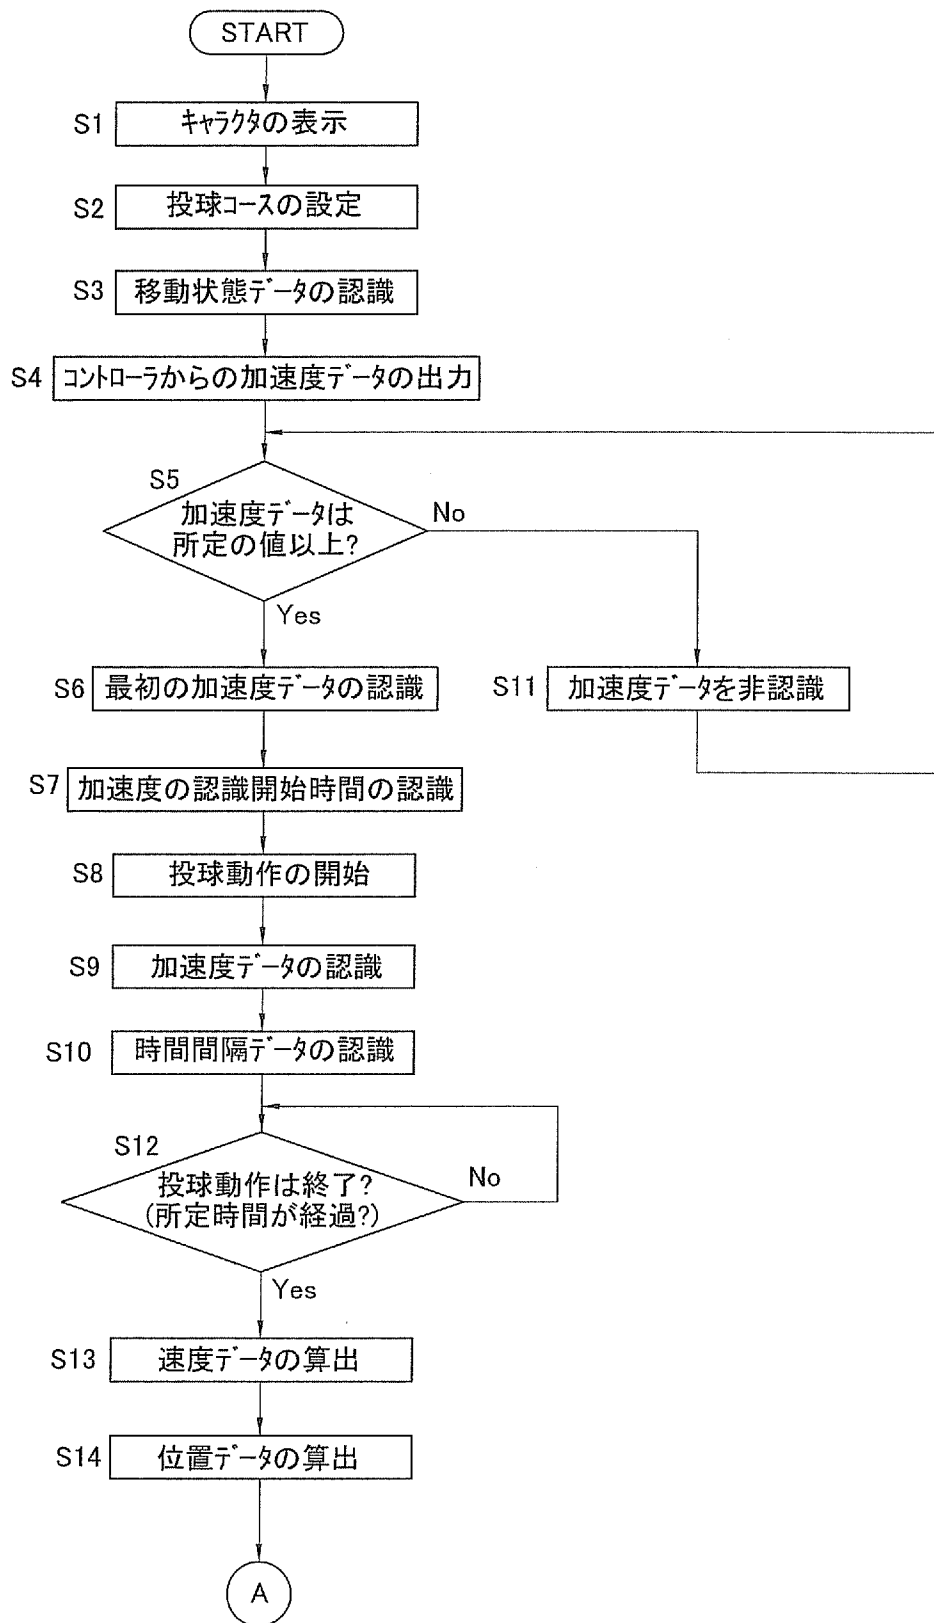 START
S1
キャラクタの表示
S2
投球コースの設定
S3
移動状態データの認識
S4
コントローラからの加速度データの出力
S5
加速度データは
所定の値以上?
No
Yes
S6
最初の加速度データの認識
S11
加速度データを非認識
S7
加速度の認識開始時間の認識
S8
投球動作の開始
S9
加速度データの認識
S10
時間間隔データの認識
S12
投球動作は終了?
(所定時間が経過?)
No
Yes
S13
速度データの算出
S14
位置データの算出
A